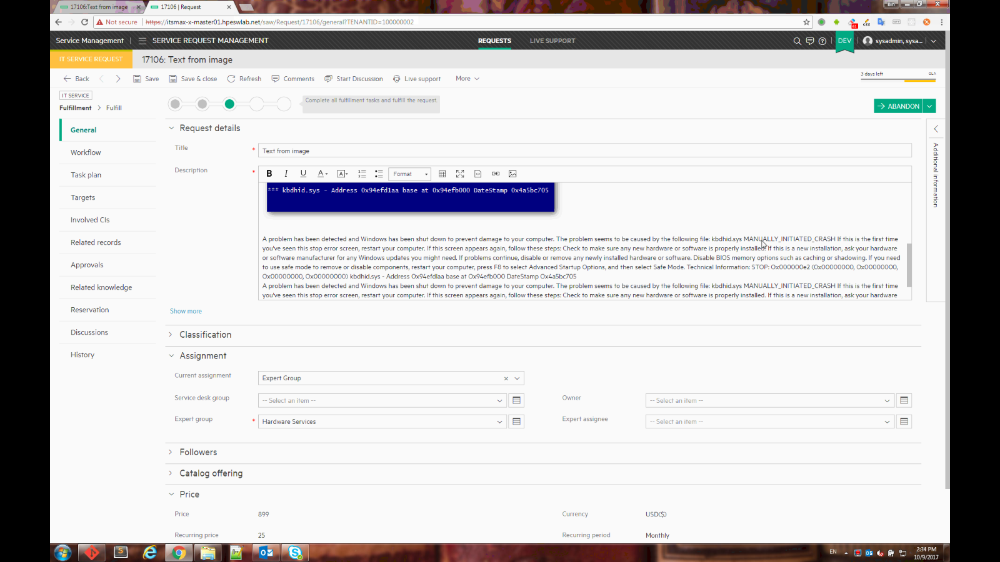 17106:Text from image
17106 | Request
Bin
Not secure https://itsmax-x-master01.hpeswlab.net/saw/Request/17106/general?TENANTID=100000002
61
CSS
Service Management SERVICE REQUEST MANAGEMENT REQUESTS LIVE SUPPORT DEV sysadmin, sysa...
IT SERVICE REQUEST 17106: Text from image
Back Save Save & close Refresh Comments Start Discussion Live support More
3 days left OLA
IT SERVICE
Fulfillment > Fulfill
Complete all fulfillment tasks and fulfill the request.
ABANDON
General
Workflow
Task plan
Targets
Involved CIs
Related records
Approvals
Related knowledge
Reservation
Discussions
History
Additional information
Request details
Title * Text from image
Description *
B I U A A Format
*** kbdhid.sys - Address 0x94efd1aa base at 0x94efb000 DateStamp 0x4a5bc705
A problem has been detected and Windows has been shut down to prevent damage to your computer. The problem seems to be caused by the following file: kbdhid.sys MANUALLY_INITIATED_CRASH If this is the first time
you've seen this stop error screen, restart your computer. If this screen appears again, follow these steps: Check to make sure any new hardware or software is properly installed. If this is a new installation, ask your hardware
or software manufacturer for any Windows updates you might need. If problems continue, disable or remove any newly installed hardware or software. Disable BIOS memory options such as caching or shadowing. If you need
to use safe mode to remove or disable components, restart your computer, press F8 to select Advanced Startup Options, and then select Safe Mode. Technical Information: STOP: 0x000000e2 (0x00000000, 0x00000000,
0x00000000, 0x00000000) kbdhid.sys - Address 0x94efdlaa base at 0x94efb000 DateStamp 0x4a5bc705
A problem has been detected and Windows has been shut down to prevent damage to your computer. The problem seems to be caused by the following file: kbdhid.sys MANUALLY_INITIATED_CRASH If this is the first time
you've seen this stop error screen, restart your computer. If this screen appears again, follow these steps: Check to make sure any new hardware or software is properly installed. If this is a new installation, ask your hardware
Show more
Classification
Assignment
Current assignment Expert Group
Service desk group -- Select an item --
Owner -- Select an item --
Expert group * Hardware Services
Expert assignee -- Select an item --
Followers
Catalog offering
Price
Price 899
Currency USD($)
Recurring price 25
Recurring period Monthly
EN
2:34 PM
10/9/2017